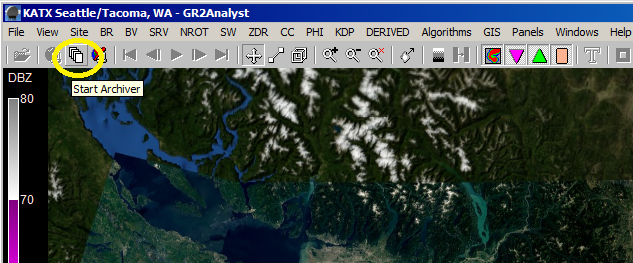 KATX Seattle/Tacoma, WA - GR2Analyst
File View Site BR BV SRV NROT SW ZDR CC PHI KDP DERIVED Algorithms GIS Panels Windows Help
T
DBZ
Start Archiver
80
70